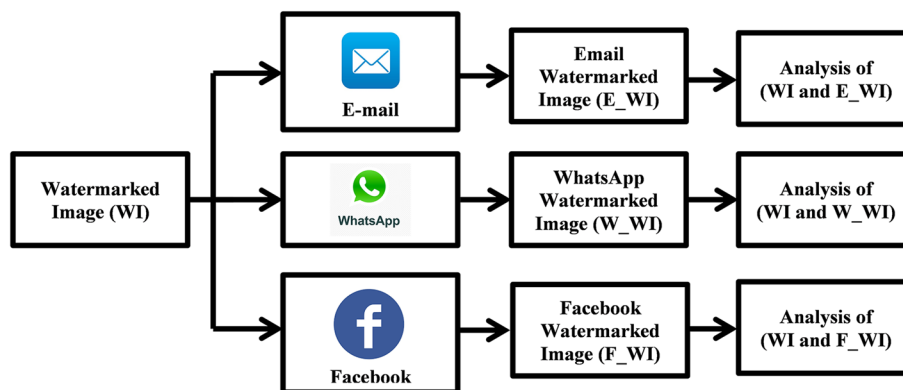 Watermarked
Image (WI)
E-mail
Email
Watermarked
Image (E_WI)
Analysis of
(WI and E_WI)
WhatsApp
WhatsApp
Watermarked
Image (W_WI)
Analysis of
(WI and W_WI)
f
Facebook
Facebook
Watermarked
Image (F_WI)
Analysis of
(WI and F_WI)